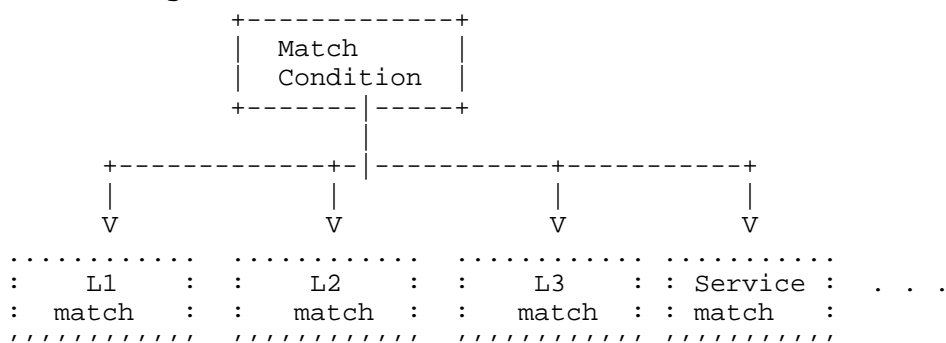 Match
Condition
L1 L2 L3 Service . . .
match match match match